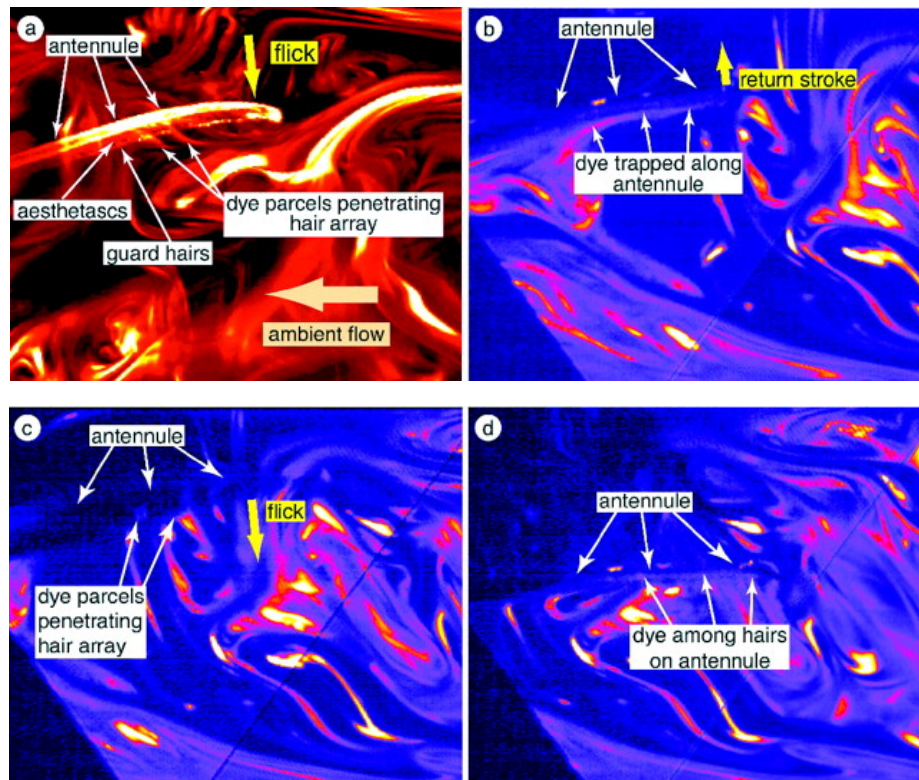 a
antennule
flick
aesthetascs
guard hairs
dye parcels penetrating
hair array
ambient flow
b
antennule
return stroke
dye trapped along
antennule
c
antennule
flick
dye parcels
penetrating
hair array
d
antennule
dye among hairs
on antennule